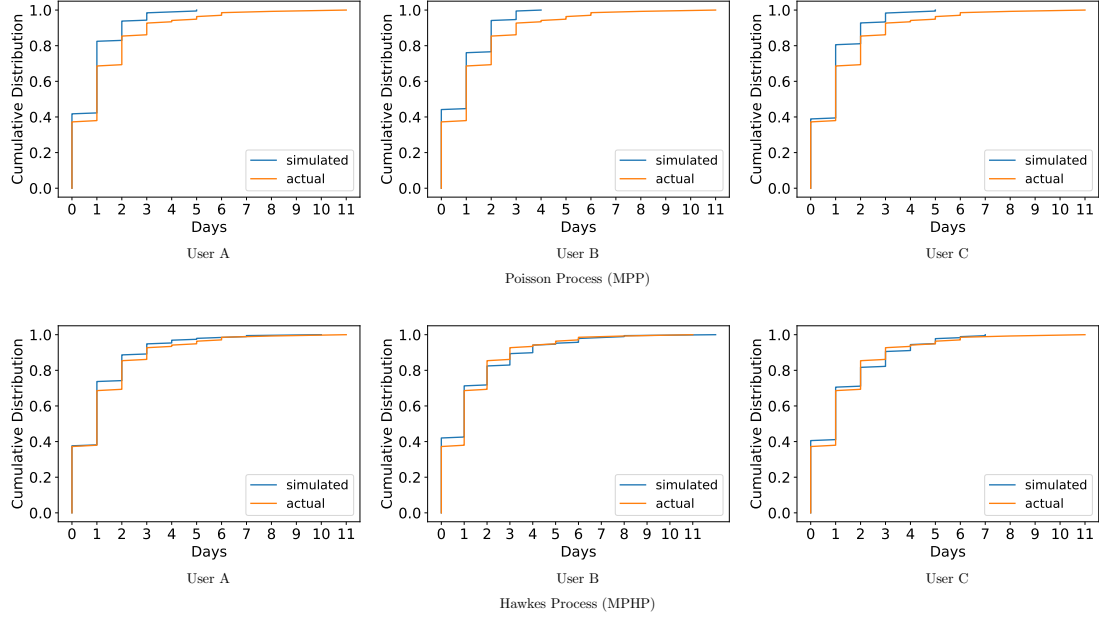 Cumulative Distribution
1.0
0.8
0.6
0.4
0.2
0.0
simulated
actual
0 1 2 3 4 5 6 7 8 9 10 11
Days
User A
Cumulative Distribution
1.0
0.8
0.6
0.4
0.2
0.0
simulated
actual
0 1 2 3 4 5 6 7 8 9 10 11
Days
User B
Cumulative Distribution
1.0
0.8
0.6
0.4
0.2
0.0
simulated
actual
0 1 2 3 4 5 6 7 8 9 10 11
Days
User C
Poisson Process (MPP)
Cumulative Distribution
1.0
0.8
0.6
0.4
0.2
0.0
simulated
actual
0 1 2 3 4 5 6 7 8 9 10 11
Days
User A
Cumulative Distribution
1.0
0.8
0.6
0.4
0.2
0.0
simulated
actual
0 1 2 3 4 5 6 7 8 9 10 11
Days
User B
Cumulative Distribution
1.0
0.8
0.6
0.4
0.2
0.0
simulated
actual
0 1 2 3 4 5 6 7 8 9 10 11
Days
User C
Hawkes Process (MPHP)